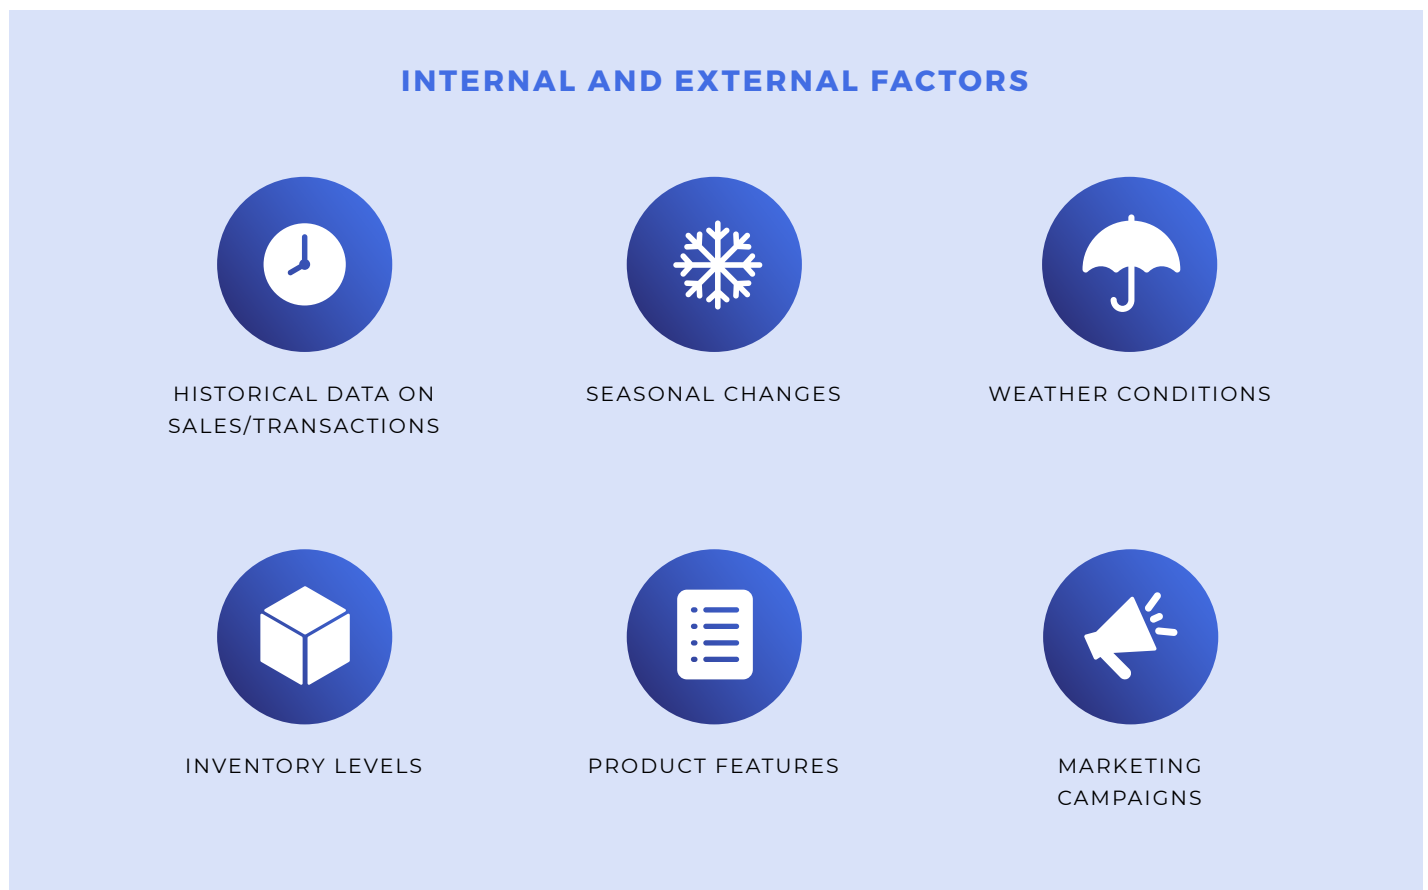 INTERNAL AND EXTERNAL FACTORS
HISTORICAL DATA ON
SALES/TRANSACTIONS
SEASONAL CHANGES
WEATHER CONDITIONS
INVENTORY LEVELS
PRODUCT FEATURES
MARKETING
CAMPAIGNS